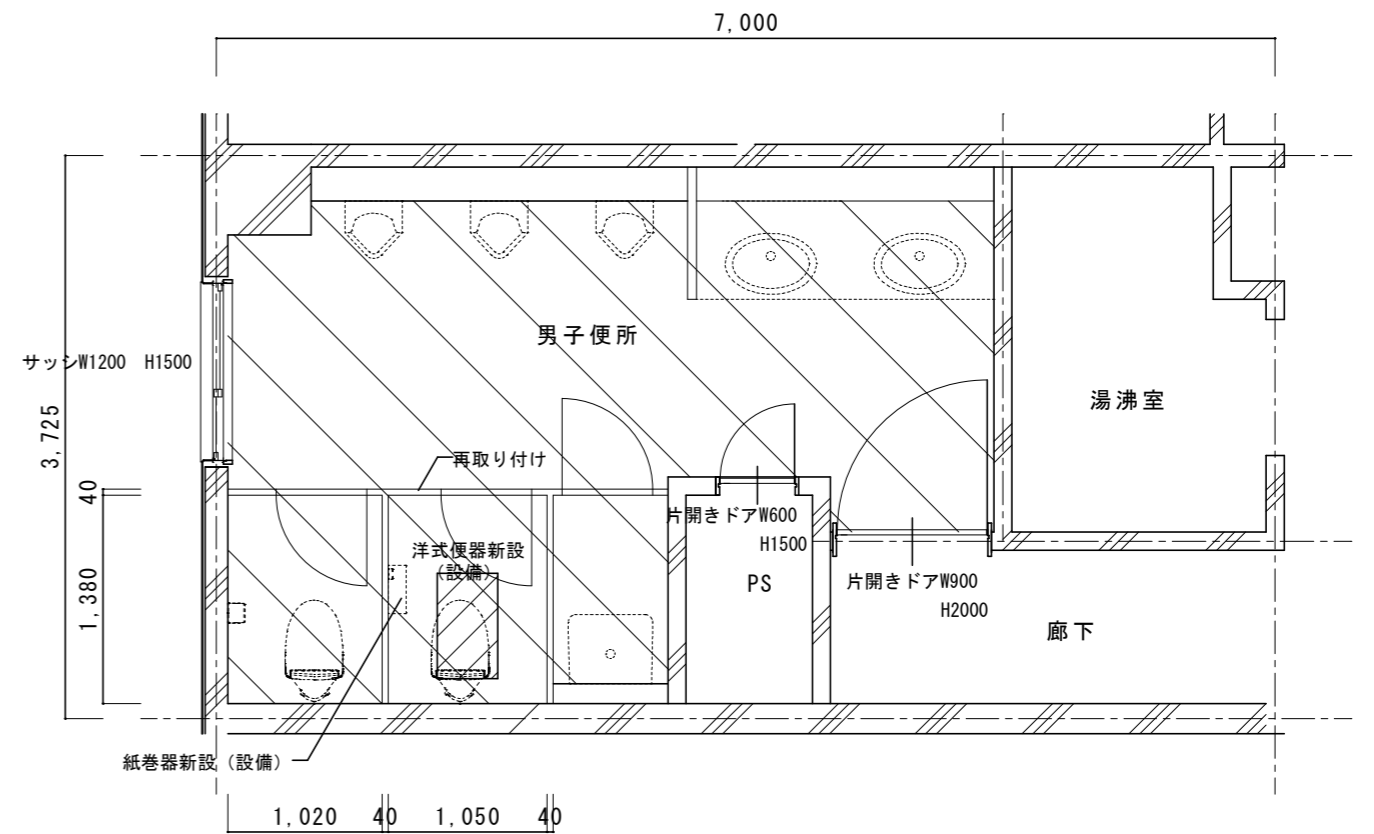 7,000
男子便所
サッシW1200 H1500
湯沸室
3,725
再取り付け
40
片開きドアW600
H1500
洋式便器新設
(設備)
PS
片開きドアW900
H2000
1,380
廊下
紙巻器新設(設備)
1,020 40 1,050 40